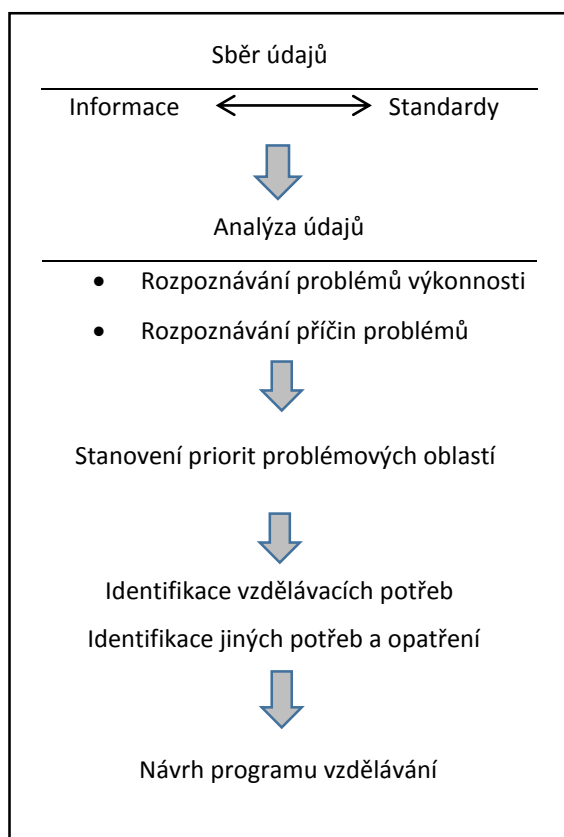 Sběr údajů
Informace Standardy
Analýza údajů
• Rozpoznávání problémů výkonnosti
• Rozpoznávání příčin problémů
Stanovení priorit problémových oblastí
Identifikace vzdělávacích potřeb
Identifikace jiných potřeb a opatření
Návrh programu vzdělávání